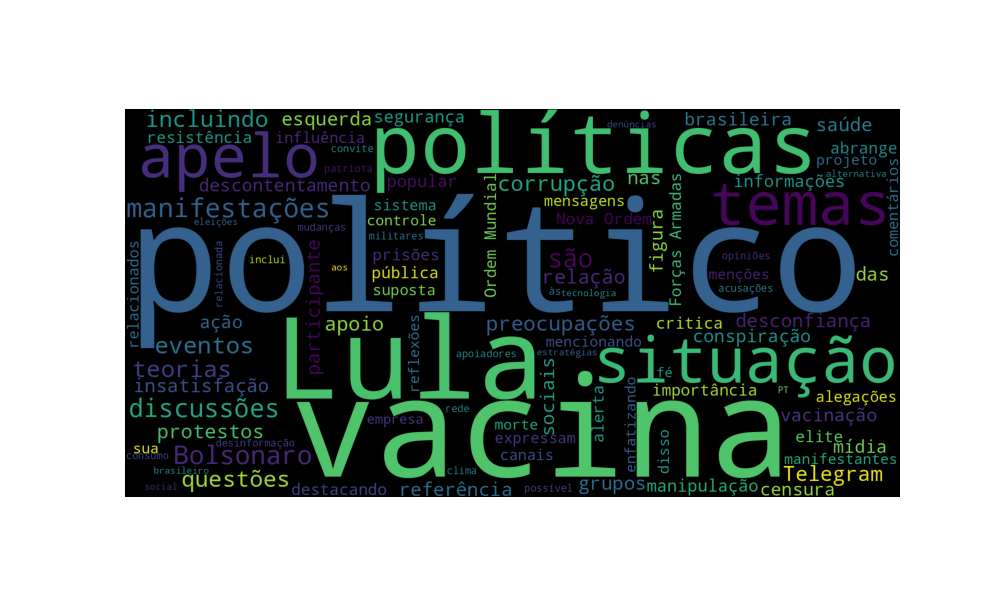 incluindo
esquerda
segurança
políticas
denúncias
brasileira
saúde
resistência
influência
convite
apelo
abrange
patriota
projeto
alternativa
descontentamento
popular
corrupção
nas
informações
comentários
manifestações
sistema
mensagens
temas
eleições
controle
Ordem Mundial
Nova Ordem
figura
Forças Armadas
mudanças
político
militares
relacionados
relacionada
inclui
aos
prisões
são
opiniões
pública
relação
menções
das
suposta
às
tecnologia
acusações
participante
ação
apoio
preocupações
critica
desconfiança
Lula
eventos
reflexões
mencionando
conspiração
apoiadores
estratégias
situação
teorias
fé
insatisfação
sociais
importância
PT
alegações
vacina
discussões
rede
alerta
enfatizando
disso
vacinação
empresa
morte
protestos
expressam
elite
sua
desinformação
canais
mídia
Bolsonaro
consumo
manifestantes
brasileiro
clima
Telegram
questões
grupos
social
destacando
referência
possível
manipulação
censura